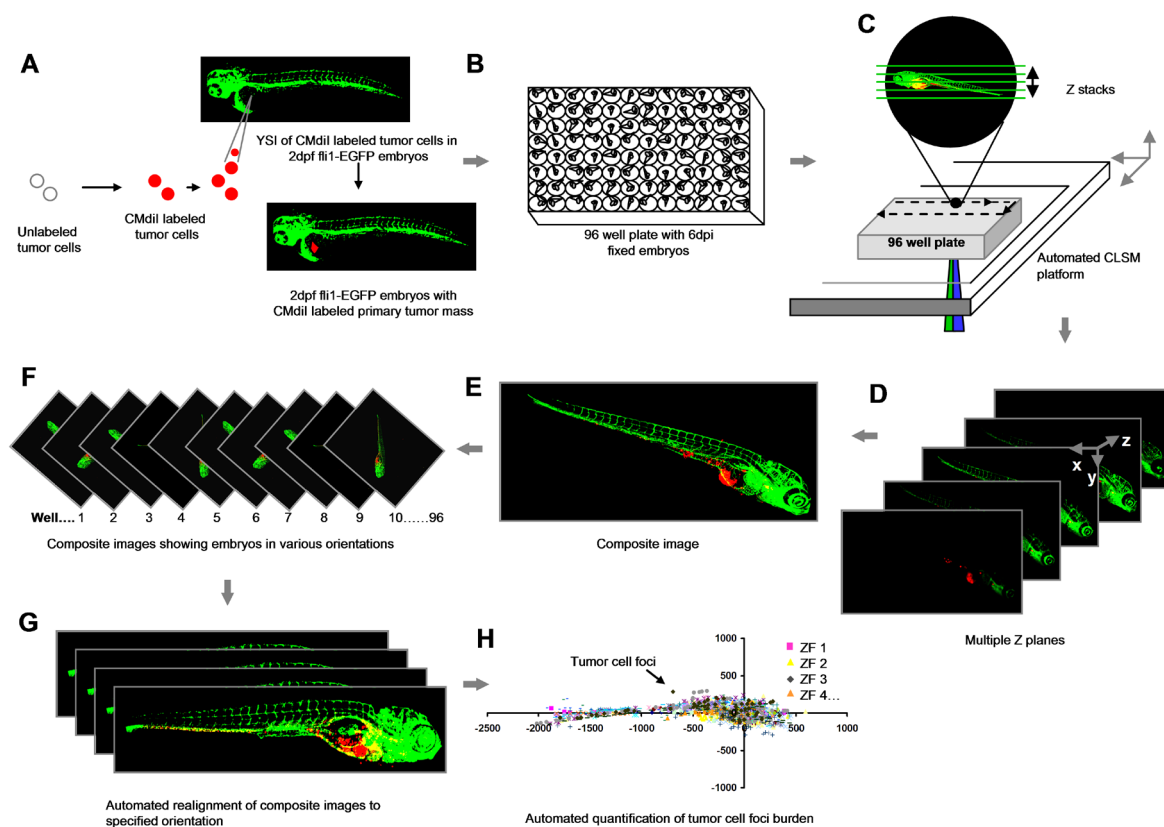 A
YSI of CMdiI labeled tumor cells in
2dpf fli1-EGFP embryos
Unlabeled
tumor cells
CMdiI labeled
tumor cells
2dpf fli1-EGFP embryos with
CMdiI labeled primary tumor mass
B
96 well plate with 6dpi
fixed embryos
C
Z stacks
96 well plate
Automated CLSM
platform
D
z
x
y
Multiple Z planes
E
Composite image
F
Well.... 1 2 3 4 5 6 7 8 9 10......96
Composite images showing embryos in various orientations
G
Automated realignment of composite images to
specified orientation
H
Tumor cell foci
1000
500
-500
-1000
-2500 -2000 -1500 -1000 -500 0 500 1000
ZF 1
ZF 2
ZF 3
ZF 4...
Automated quantification of tumor cell foci burden